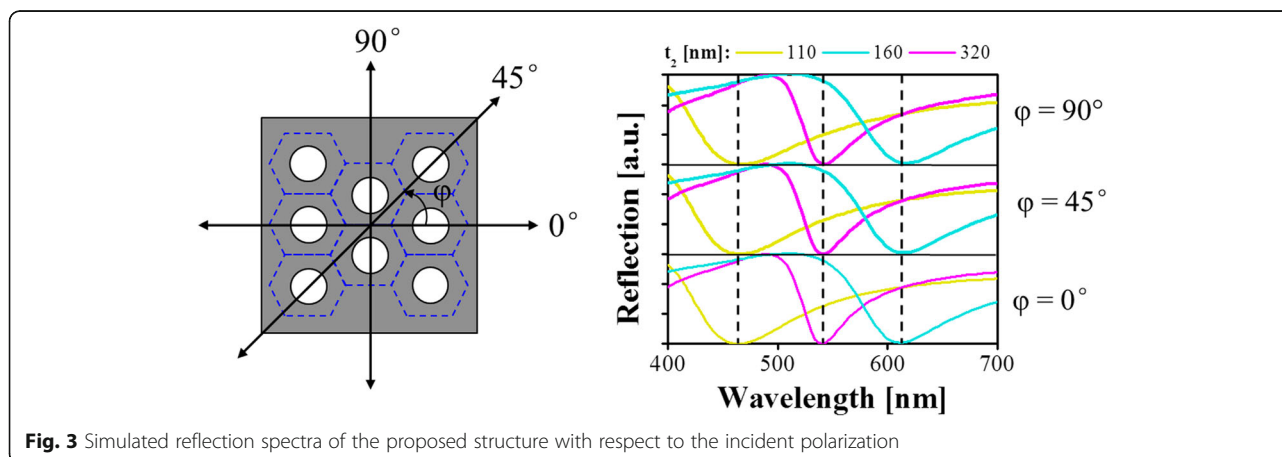 90°
45°
φ
0°
t₂ [nm]: 110 160 320
Reflection [a.u.]
φ = 90°
φ = 45°
φ = 0°
400 500 600 700
Wavelength [nm]
Fig. 3 Simulated reflection spectra of the proposed structure with respect to the incident polarization